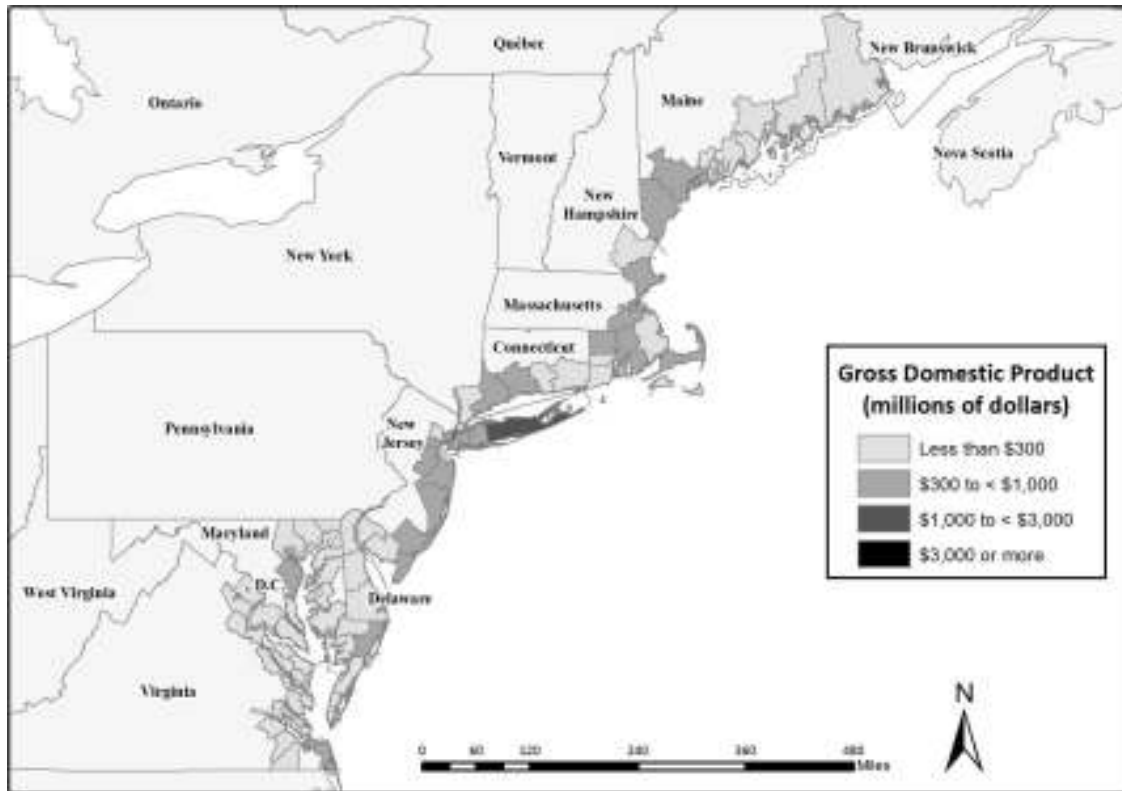 Québec
New Brunswick
Ontario
Maine
Vermont
Nova Scotia
New
Hampshire
New York
Massachusetts
Connecticut
Gross Domestic Product
(millions of dollars)
Less than $300
$300 to < $1,000
$1,000 to < $3,000
$3,000 or more
New
Jersey
Pennsylvania
Maryland
D.C
West Virginia
Delaware
Virginia
N
0 60 120 240 360 480
Miles